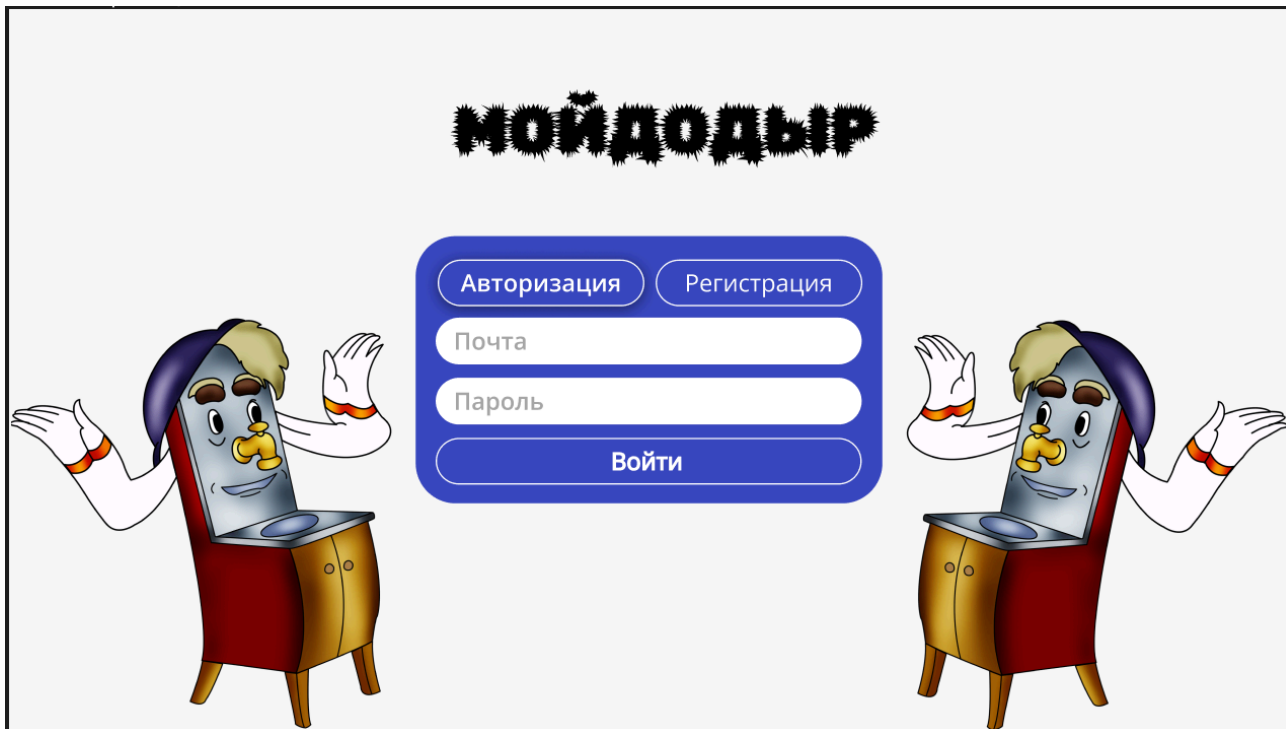 МОЙДОДЫР
Авторизация Регистрация
Почта
Пароль
Войти